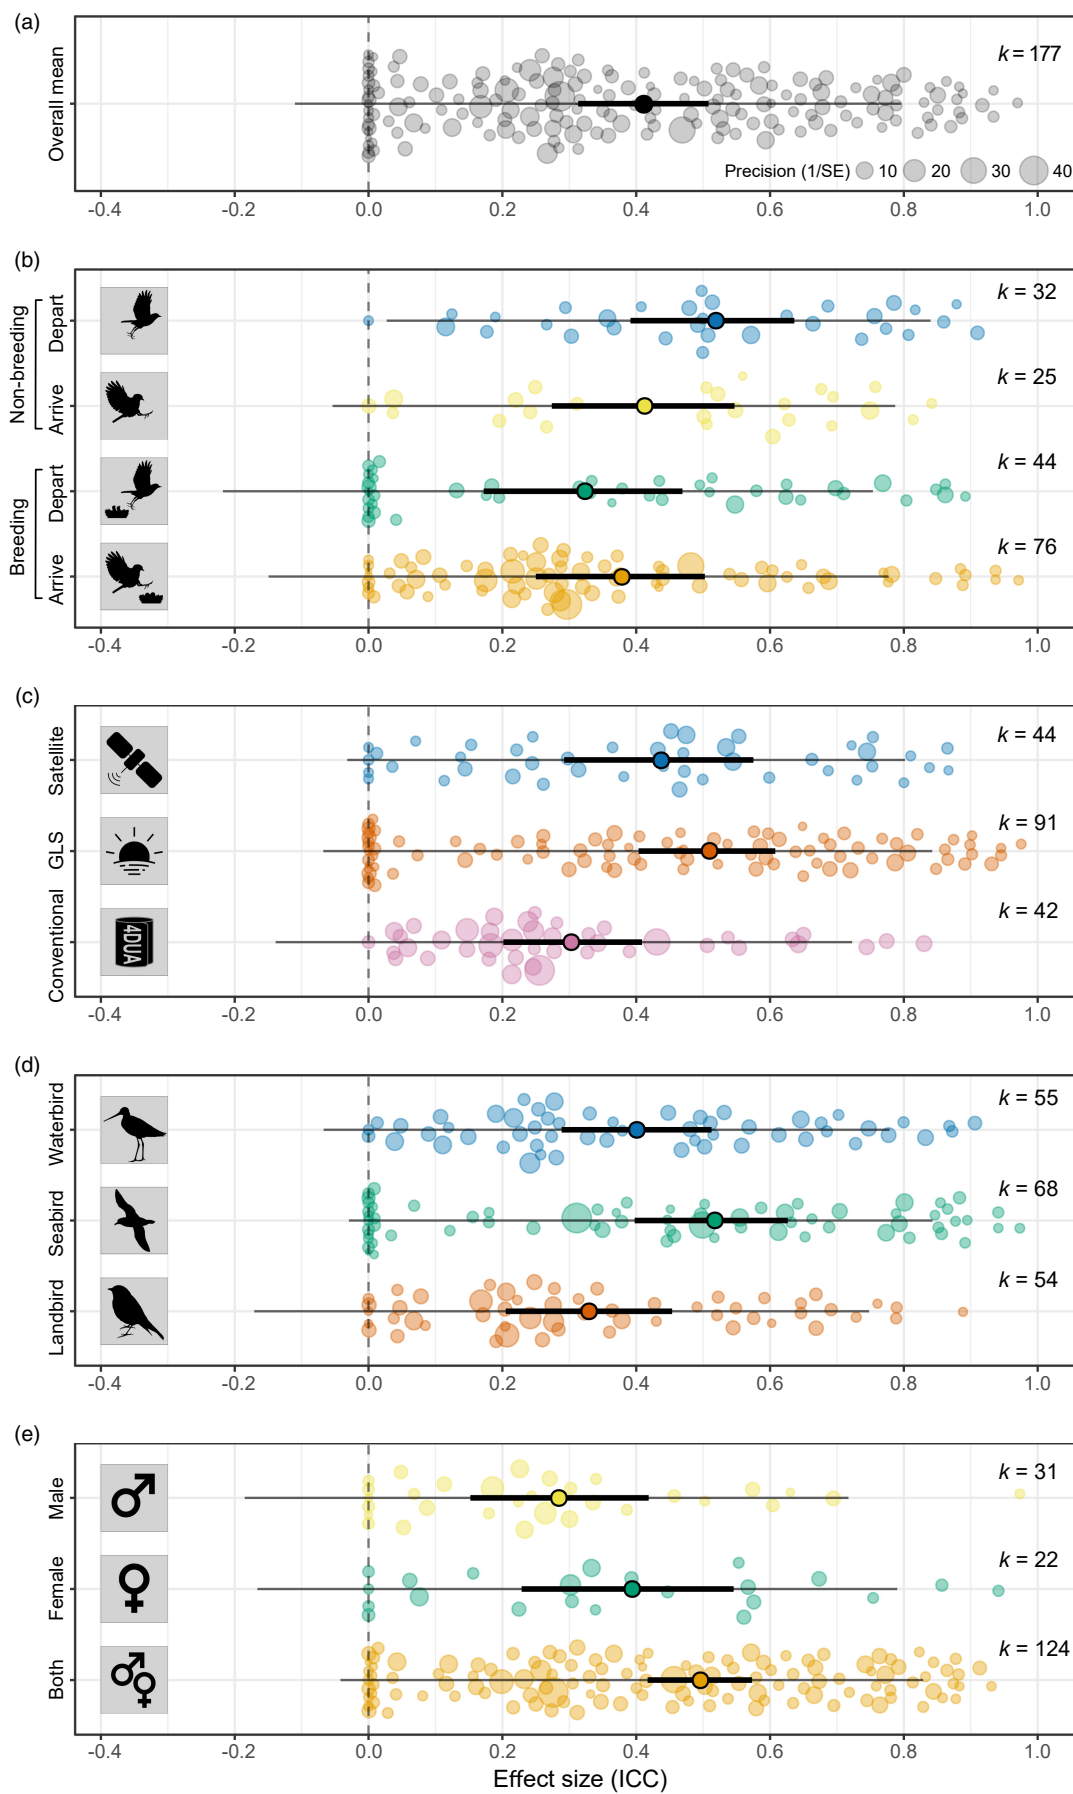 (a)
Overall mean
k = 177
Precision (1/SE) 10 20 30 40
-0.4 -0.2 0.0 0.2 0.4 0.6 0.8 1.0
(b)
Non-breeding
Depart
k = 32
Arrive
k = 25
Breeding
Depart
k = 44
Arrive
k = 76
-0.4 -0.2 0.0 0.2 0.4 0.6 0.8 1.0
(c)
Satellite
k = 44
GLS
k = 91
Conventional
4DUA
k = 42
-0.4 -0.2 0.0 0.2 0.4 0.6 0.8 1.0
(d)
Waterbird
k = 55
Seabird
k = 68
Landbird
k = 54
-0.4 -0.2 0.0 0.2 0.4 0.6 0.8 1.0
(e)
Male
k = 31
Female
k = 22
Both
k = 124
-0.4 -0.2 0.0 0.2 0.4 0.6 0.8 1.0
Effect size (ICC)